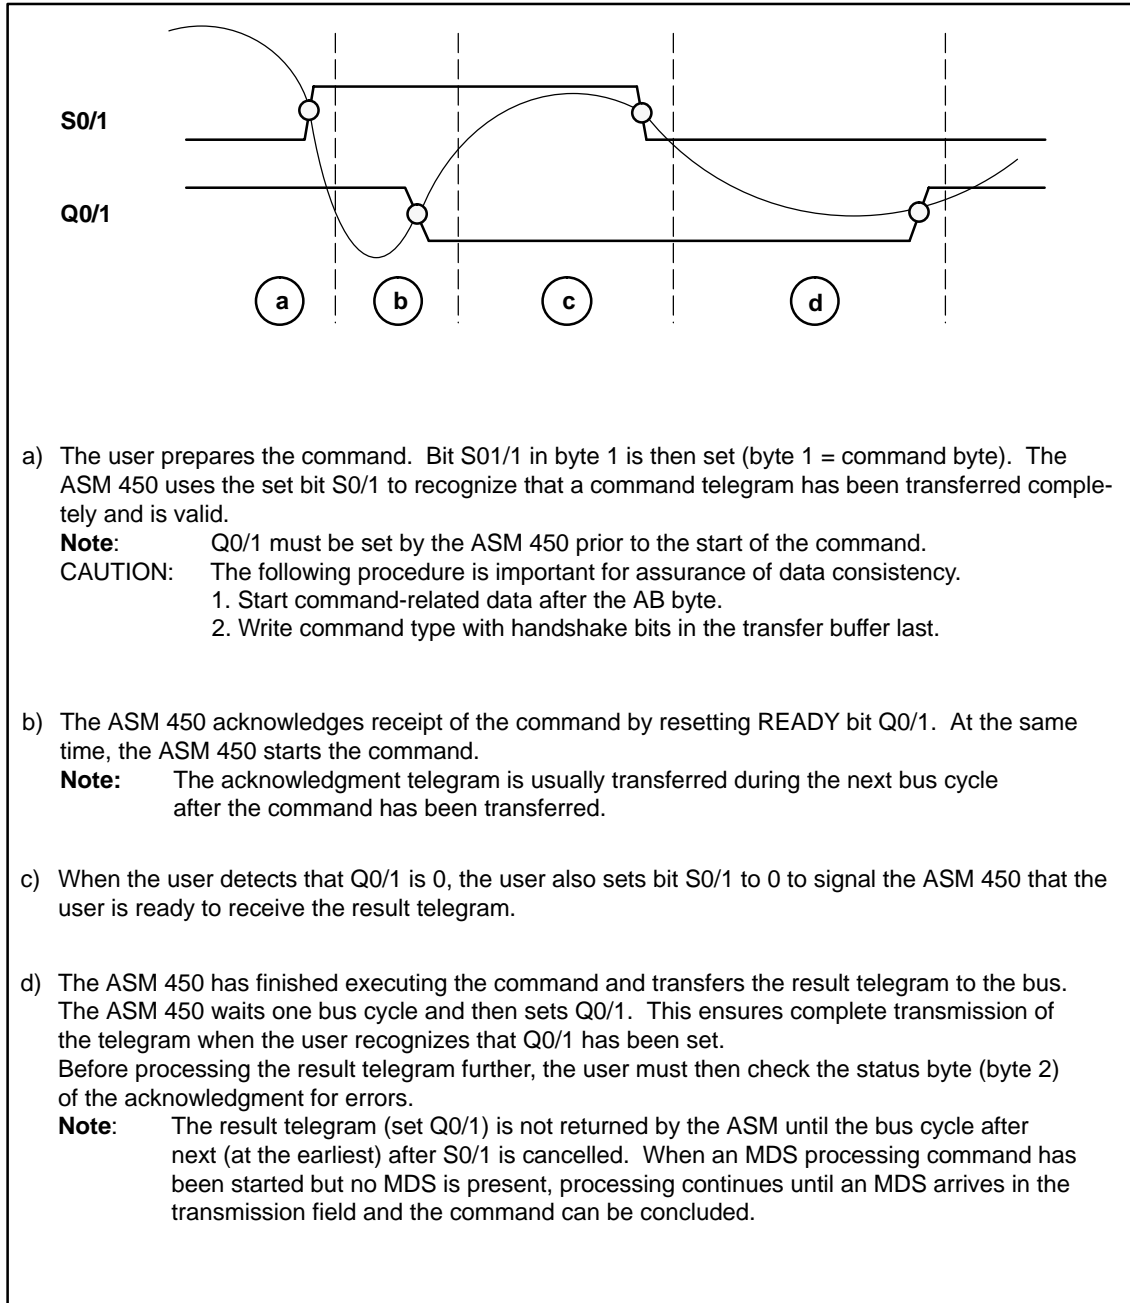 S0/1
Q0/1
a b c d
a) The user prepares the command. Bit S01/1 in byte 1 is then set (byte 1 = command byte). The
ASM 450 uses the set bit S0/1 to recognize that a command telegram has been transferred comple-
tely and is valid.
Note: Q0/1 must be set by the ASM 450 prior to the start of the command.
CAUTION: The following procedure is important for assurance of data consistency.
1. Start command-related data after the AB byte.
2. Write command type with handshake bits in the transfer buffer last.
b) The ASM 450 acknowledges receipt of the command by resetting READY bit Q0/1. At the same
time, the ASM 450 starts the command.
Note: The acknowledgment telegram is usually transferred during the next bus cycle
after the command has been transferred.
c) When the user detects that Q0/1 is 0, the user also sets bit S0/1 to 0 to signal the ASM 450 that the
user is ready to receive the result telegram.
d) The ASM 450 has finished executing the command and transfers the result telegram to the bus.
The ASM 450 waits one bus cycle and then sets Q0/1. This ensures complete transmission of
the telegram when the user recognizes that Q0/1 has been set.
Before processing the result telegram further, the user must then check the status byte (byte 2)
of the acknowledgment for errors.
Note: The result telegram (set Q0/1) is not returned by the ASM until the bus cycle after
next (at the earliest) after S0/1 is cancelled. When an MDS processing command has
been started but no MDS is present, processing continues until an MDS arrives in the
transmission field and the command can be concluded.